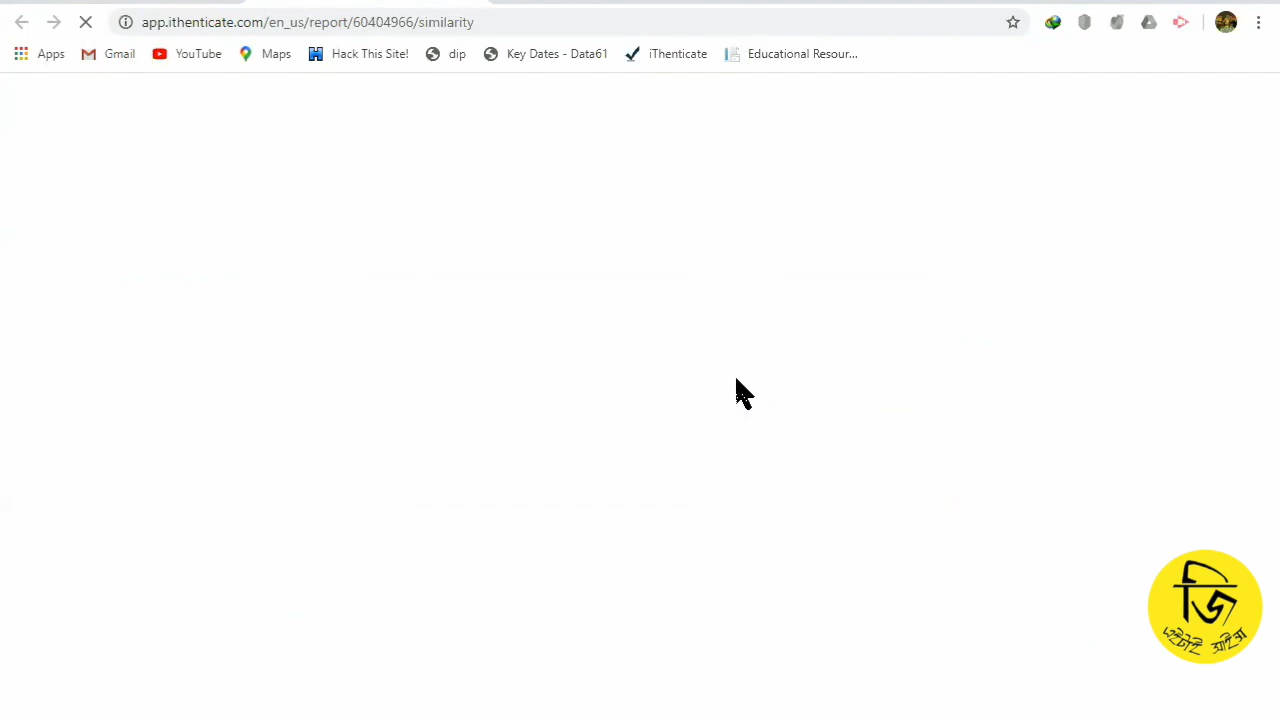 app.ithenticate.com/en_us/report/60404966/similarity
Apps Gmail YouTube Maps Hack This Site! dip Key Dates - Data61 iThenticate Educational Resour...
জি